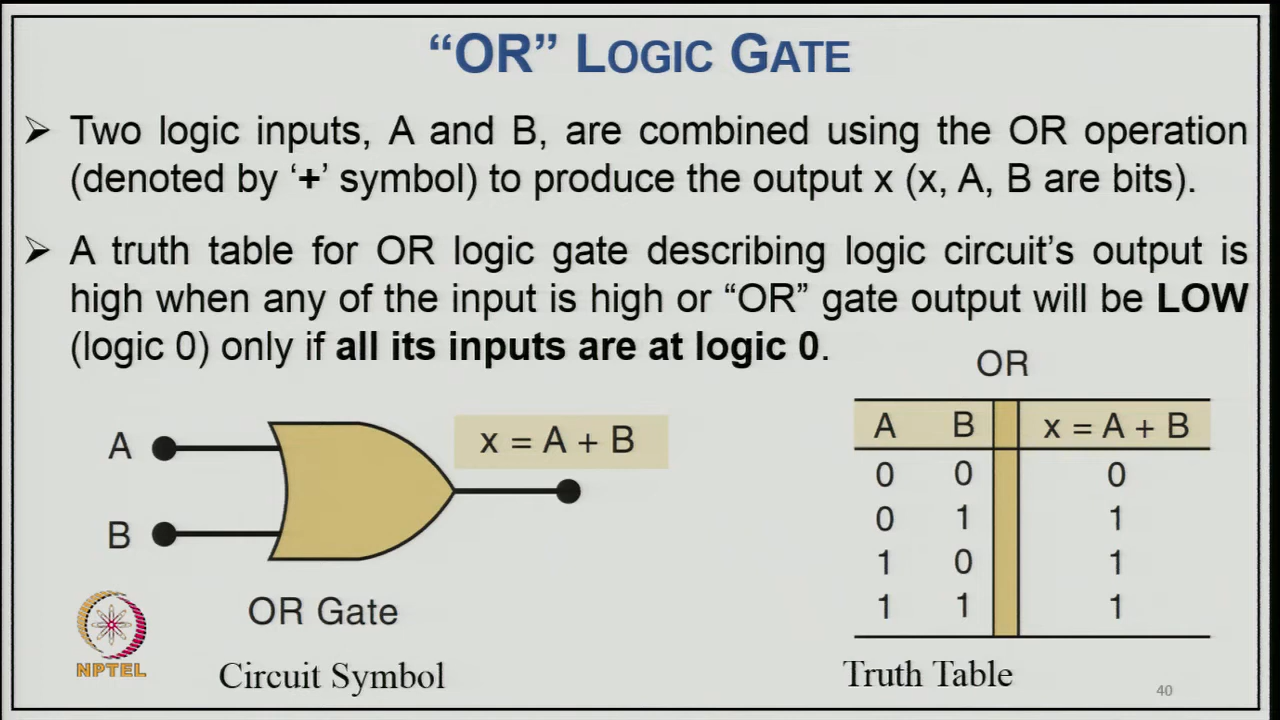 “OR” LOGIC GATE
➢ Two logic inputs, A and B, are combined using the OR operation
(denoted by ‘+’ symbol) to produce the output x (x, A, B are bits).
➢ A truth table for OR logic gate describing logic circuit’s output is
high when any of the input is high or “OR” gate output will be LOW
(logic 0) only if all its inputs are at logic 0.
A
B
x = A + B
OR Gate
Circuit Symbol
OR
A B x = A + B
0 0 0
0 1 1
1 0 1
1 1 1
Truth Table
NPTEL
40